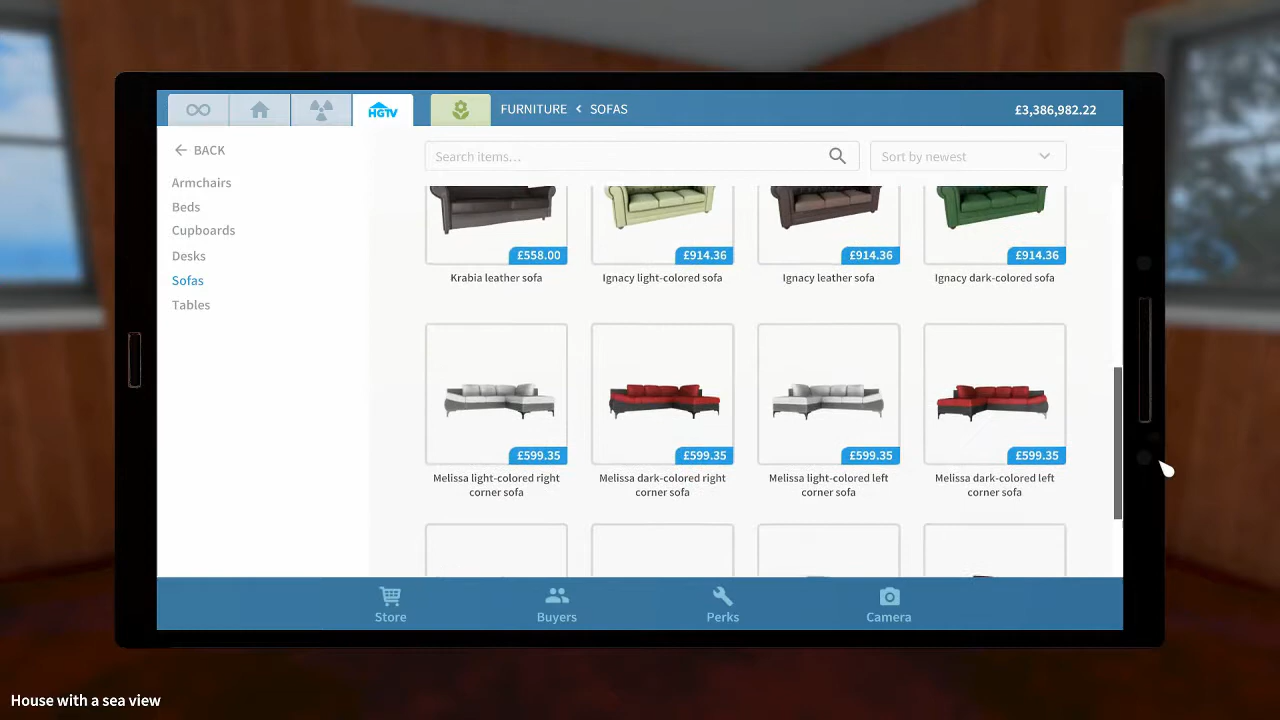 HGTV
FURNITURE < SOFAS
£3,386,982.22
BACK
Search items...
Sort by newest
Armchairs
Beds
Cupboards
Desks
Sofas
Tables
£558.00
£914.36
£914.36
£914.36
Krabia leather sofa
Ignacy light-colored sofa
Ignacy leather sofa
Ignacy dark-colored sofa
£599.35
£599.35
£599.35
£599.35
Melissa light-colored right
corner sofa
Melissa dark-colored right
corner sofa
Melissa light-colored left
corner sofa
Melissa dark-colored left
corner sofa
Store
Buyers
Perks
Camera
House with a sea view